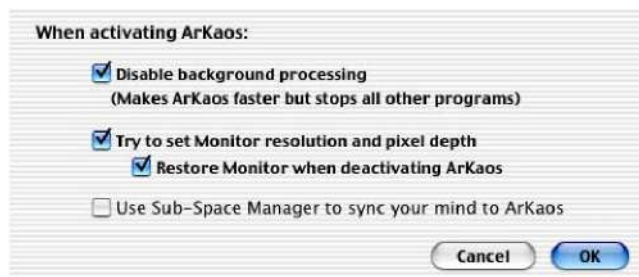 When activating ArKaos:
Disable background processing
(Makes ArKaos faster but stops all other programs)
Try to set Monitor resolution and pixel depth
Restore Monitor when deactivating ArKaos
Use Sub-Space Manager to sync your mind to ArKaos
Cancel OK